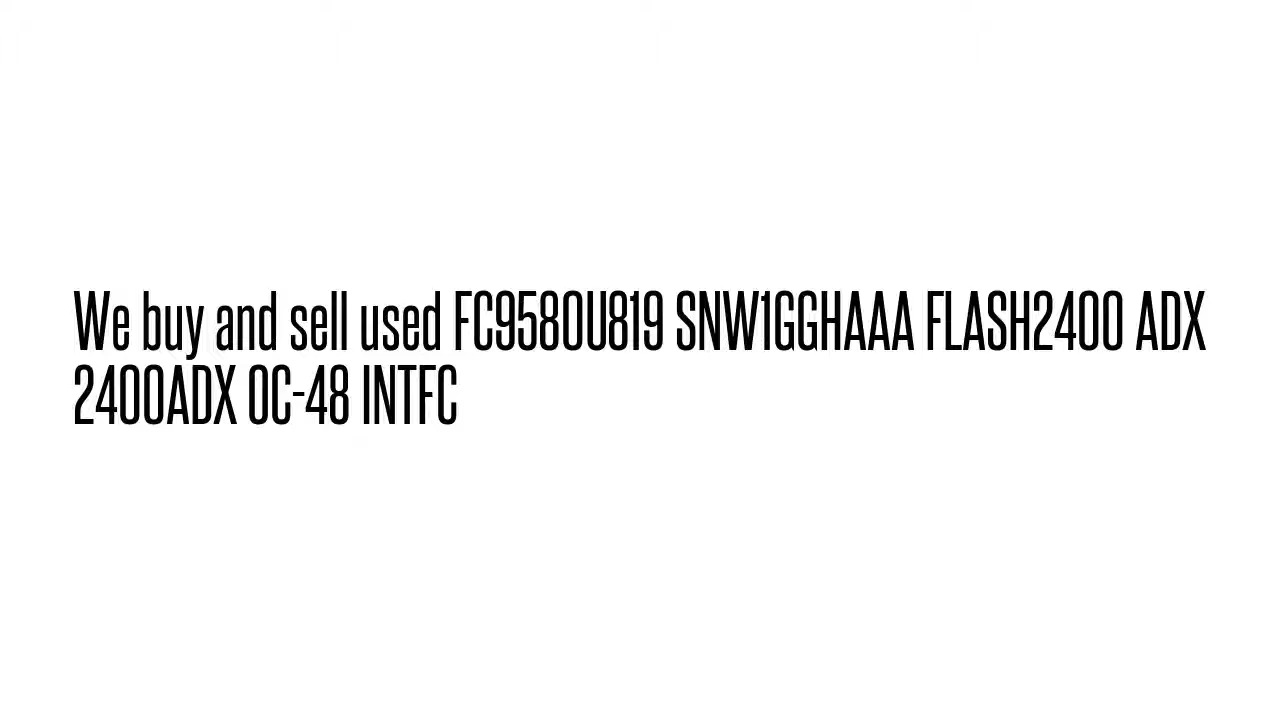 We buy and sell used FC9580U819 SNW1GGHAAA FLASH2400 ADX
2400ADX OC-48 INTFC